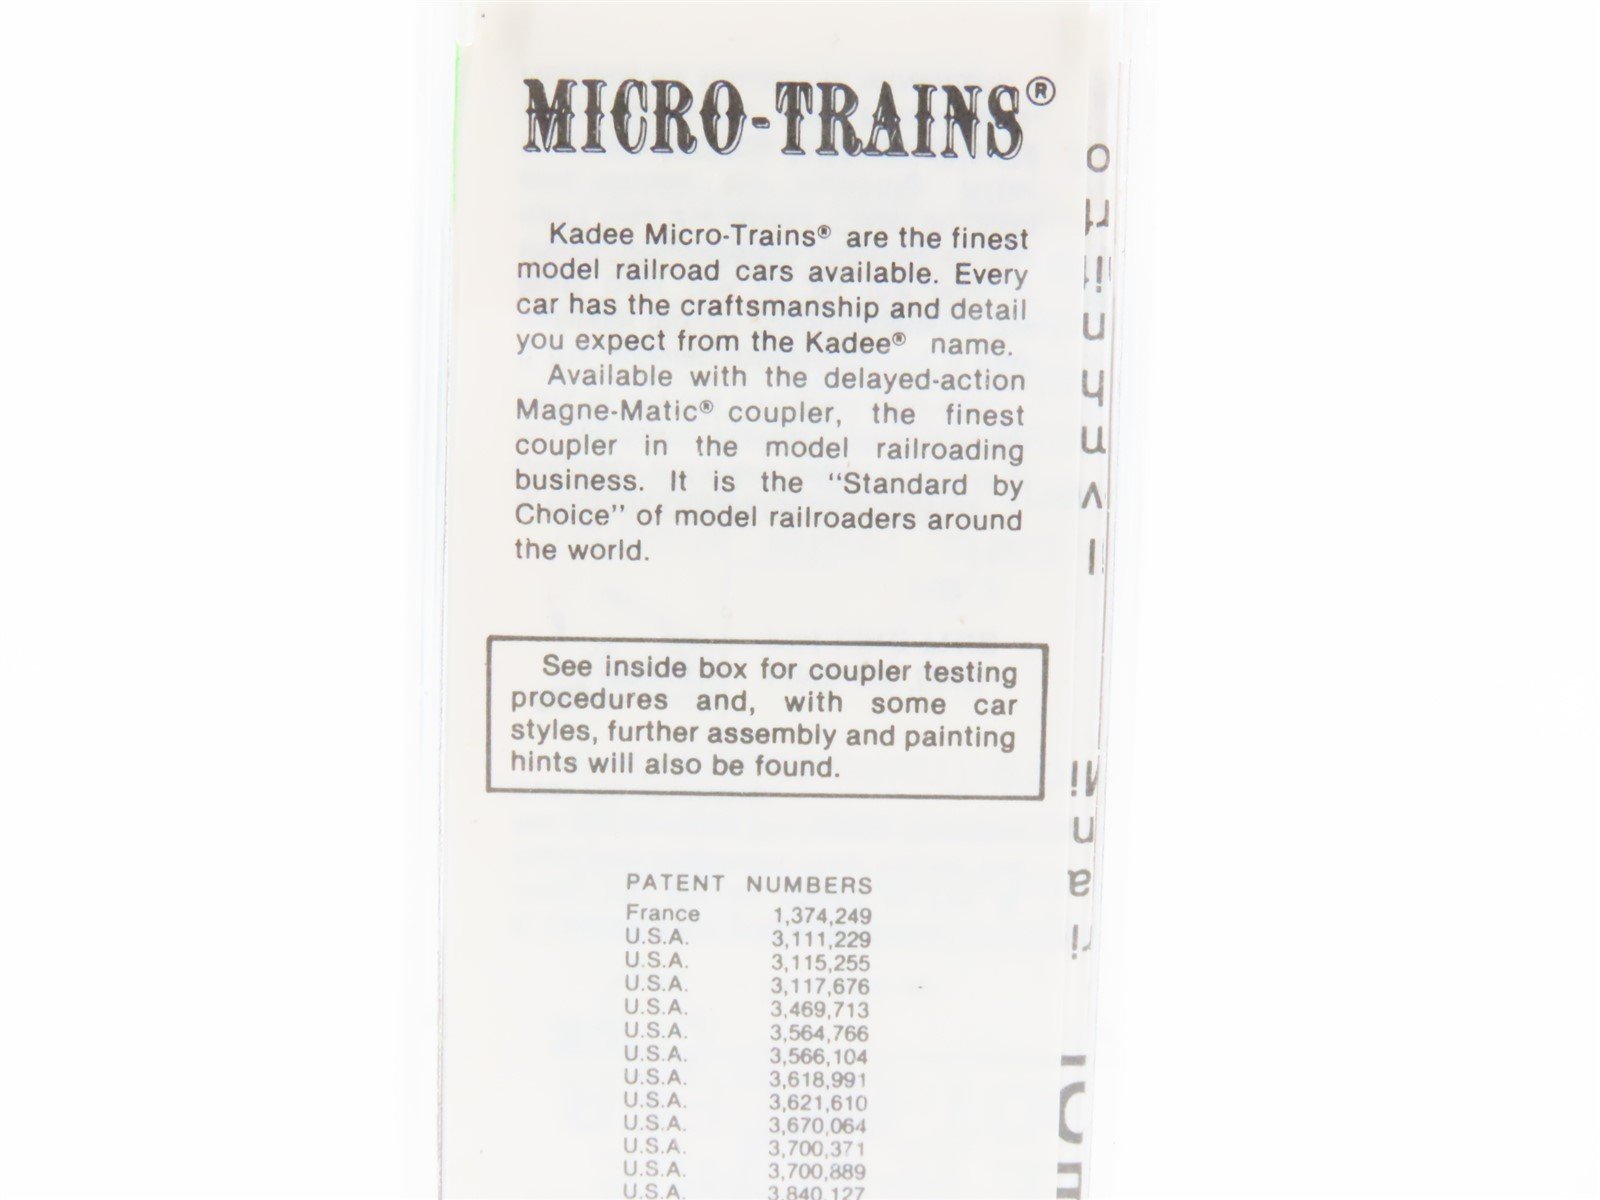 MICRO-TRAINS®
Kadee Micro-Trains® are the finest
model railroad cars available. Every
car has the craftsmanship and detail
you expect from the Kadee® name.
Available with the delayed-action
Magne-Matic® coupler, the finest
coupler in the model railroading
business. It is the “Standard by
Choice” of model railroaders around
the world.
See inside box for coupler testing
procedures and, with some car
styles, further assembly and painting
hints will also be found.
PATENT NUMBERS
France 1,374,249
U.S.A. 3,111,229
U.S.A. 3,115,255
U.S.A. 3,117,676
U.S.A. 3,469,713
U.S.A. 3,564,766
U.S.A. 3,566,104
U.S.A. 3,618,991
U.S.A. 3,621,610
U.S.A. 3,670,064
U.S.A. 3,700,371
U.S.A. 3,700,889
U.S.A. 3,840,127